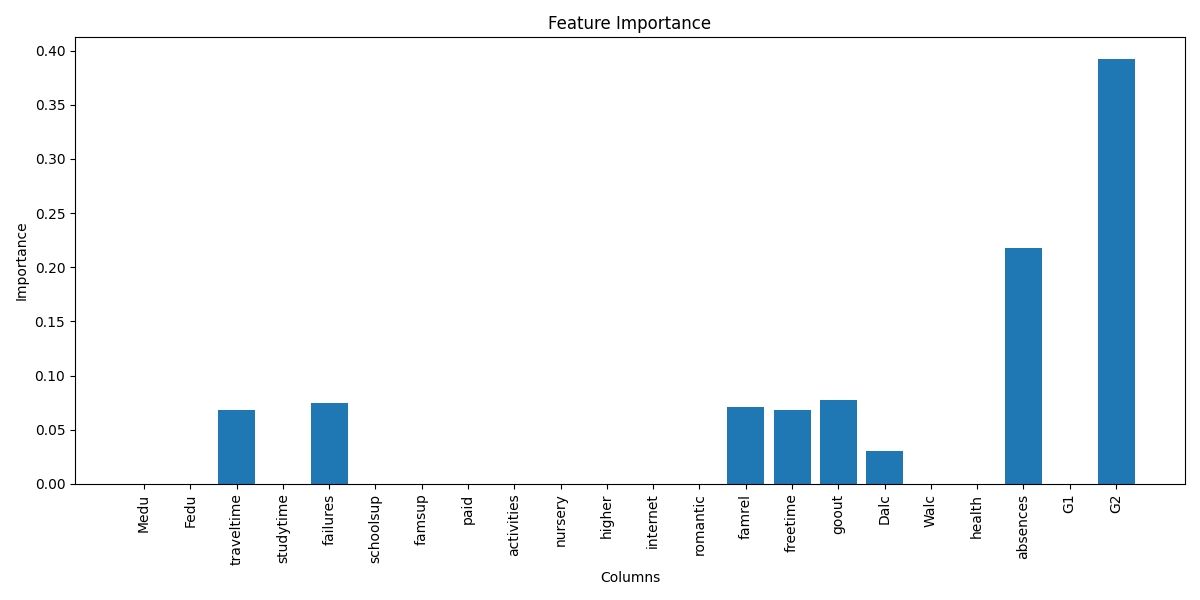 Feature Importance
0.40
0.35
0.30
0.25
0.20
0.15
0.10
0.05
0.00
Importance
Medu
Fedu
traveltime
studytime
failures
schoolsup
famsup
paid
activities
nursery
higher
internet
romantic
famrel
freetime
goout
Dalc
Walc
health
absences
G1
G2
Columns